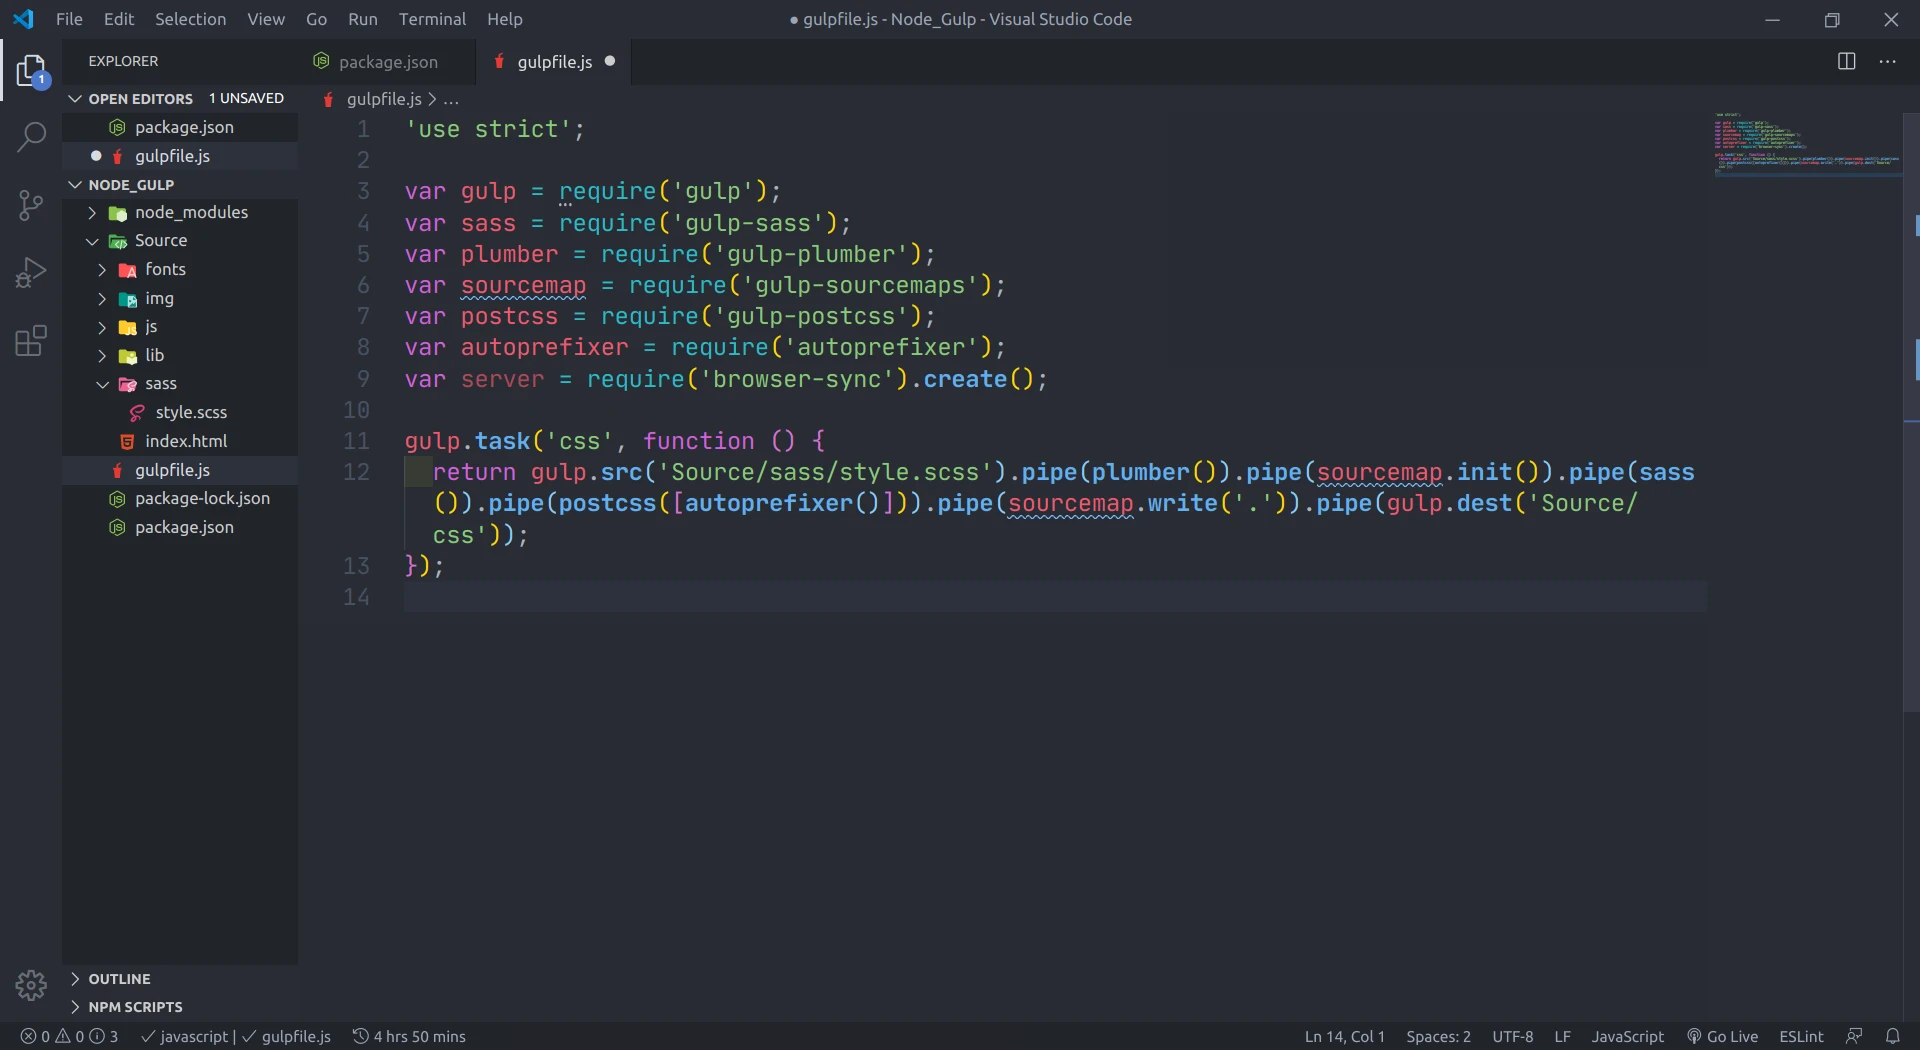 File Edit Selection View Go Run Terminal Help
● gulpfile.js - Node_Gulp - Visual Studio Code
EXPLORER
package.json
gulpfile.js
OPEN EDITORS 1 UNSAVED
package.json
gulpfile.js
NODE_GULP
node_modules
Source
fonts
img
js
lib
sass
style.scss
index.html
gulpfile.js
package-lock.json
package.json
OUTLINE
NPM SCRIPTS
gulpfile.js > ...
1 'use strict';
2
3 var gulp = require('gulp');
4 var sass = require('gulp-sass');
5 var plumber = require('gulp-plumber');
6 var sourcemap = require('gulp-sourcemaps');
7 var postcss = require('gulp-postcss');
8 var autoprefixer = require('autoprefixer');
9 var server = require('browser-sync').create();
10
11 gulp.task('css', function () {
12 return gulp.src('Source/sass/style.scss').pipe(plumber()).pipe(sourcemap.init()).pipe(sass
()).pipe(postcss([autoprefixer()])).pipe(sourcemap.write('.')).pipe(gulp.dest('Source/
css'));
13 });
14
1
0 0 3 javascript | gulpfile.js 4 hrs 50 mins
Ln 14, Col 1 Spaces: 2 UTF-8 LF JavaScript Go Live ESLint